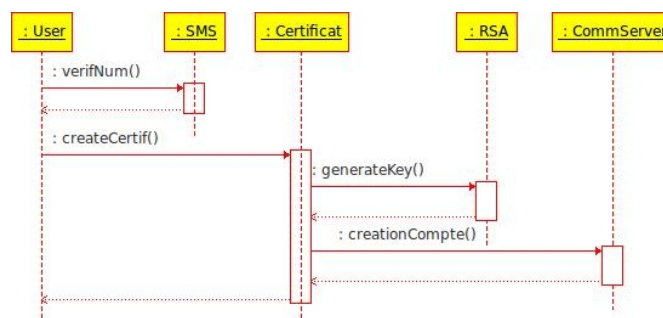 : User
: SMS
: Certificat
: RSA
: CommServer
: verifNum()
: createCertif()
: generateKey()
: creationCompte()